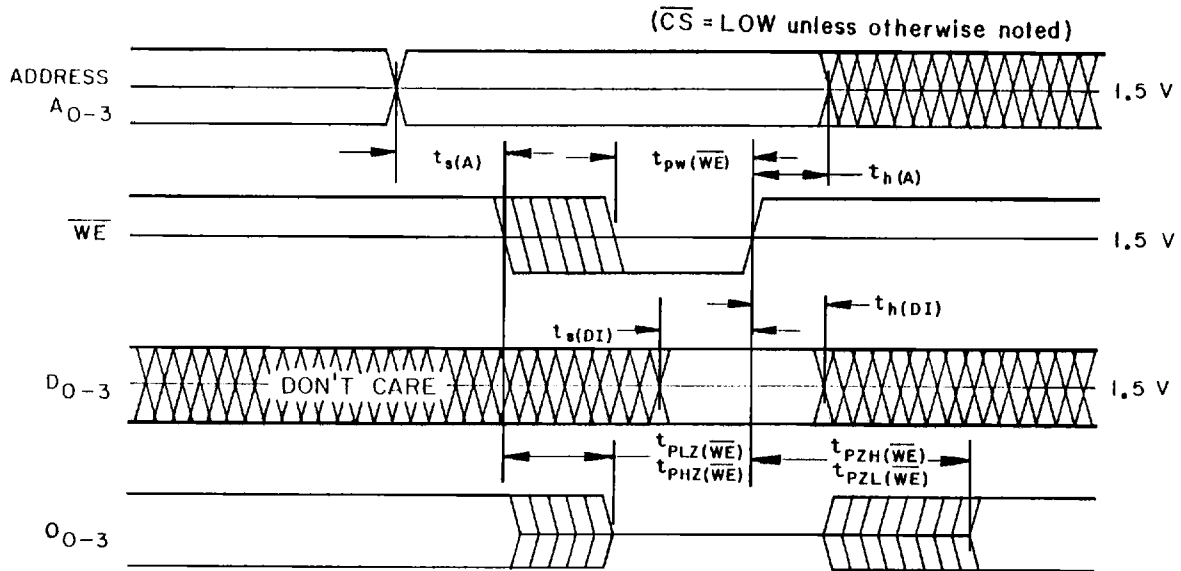 (CS = LOW unless otherwise noted)
ADDRESS
A0-3
1.5 V
ts(A)
tpw(WE)
th(A)
WE
1.5 V
ts(DI)
th(DI)
D0-3
DON'T CARE
1.5 V
tPLZ(WE)
tPHZ(WE)
tPZH(WE)
tPZL(WE)
O0-3